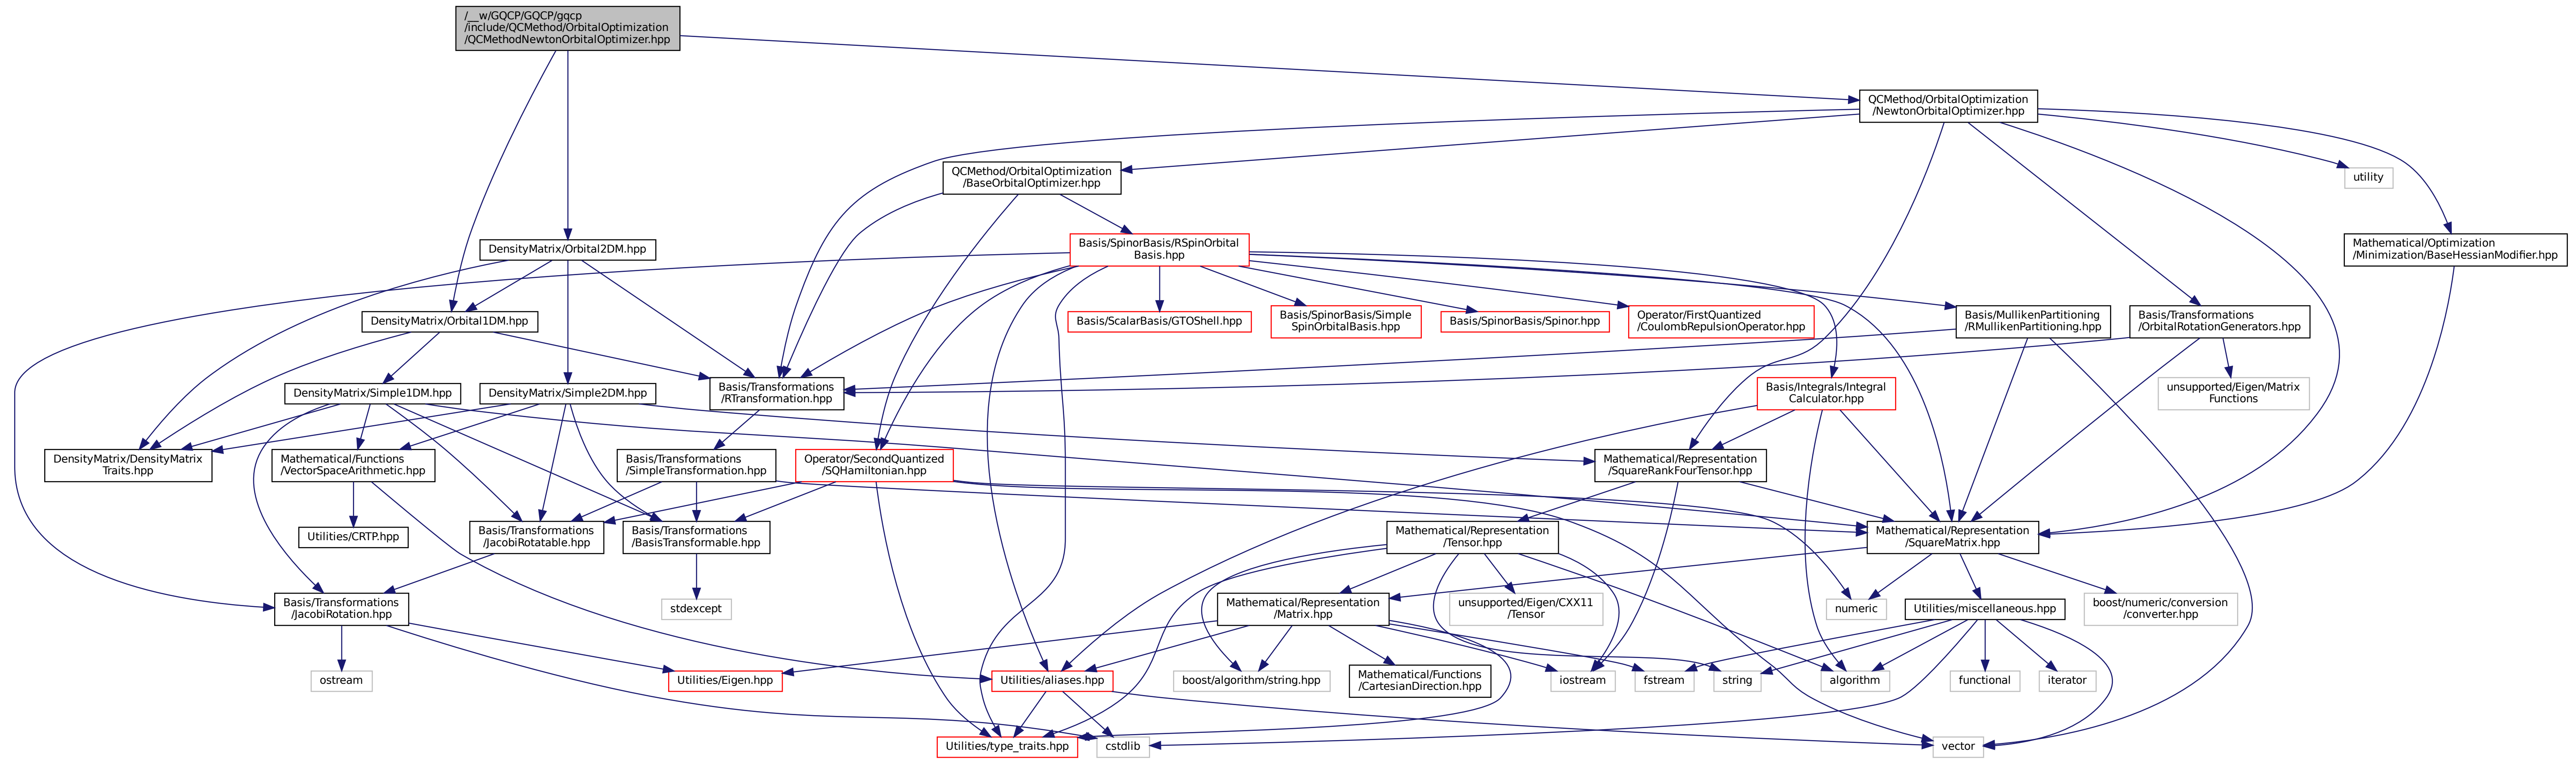 /__w/GQCP/GQCP/gqcp
/include/QCMethod/OrbitalOptimization
/QCMethodNewtonOrbitalOptimizer.hpp
QCMethod/OrbitalOptimization
/NewtonOrbitalOptimizer.hpp
QCMethod/OrbitalOptimization
/BaseOrbitalOptimizer.hpp
utility
DensityMatrix/Orbital2DM.hpp
Basis/SpinorBasis/RSpinOrbital
Basis.hpp
Mathematical/Optimization
/Minimization/BaseHessianModifier.hpp
DensityMatrix/Orbital1DM.hpp
Basis/ScalarBasis/GTOShell.hpp
Basis/SpinorBasis/Simple
SpinOrbitalBasis.hpp
Basis/SpinorBasis/Spinor.hpp
Operator/FirstQuantized
/CoulombRepulsionOperator.hpp
Basis/MullikenPartitioning
/RMullikenPartitioning.hpp
Basis/Transformations
/OrbitalRotationGenerators.hpp
DensityMatrix/Simple1DM.hpp
DensityMatrix/Simple2DM.hpp
Basis/Transformations
/RTransformation.hpp
Basis/Integrals/Integral
Calculator.hpp
unsupported/Eigen/Matrix
Functions
DensityMatrix/DensityMatrix
Traits.hpp
Mathematical/Functions
/VectorSpaceArithmetic.hpp
Basis/Transformations
/SimpleTransformation.hpp
Operator/SecondQuantized
/SQHamiltonian.hpp
Mathematical/Representation
/SquareRankFourTensor.hpp
Utilities/CRTP.hpp
Basis/Transformations
/JacobiRotatable.hpp
Basis/Transformations
/BasisTransformable.hpp
Mathematical/Representation
/Tensor.hpp
Mathematical/Representation
/SquareMatrix.hpp
Basis/Transformations
/JacobiRotation.hpp
stdexcept
Mathematical/Representation
/Matrix.hpp
unsupported/Eigen/CXX11
/Tensor
numeric
Utilities/miscellaneous.hpp
boost/numeric/conversion
/converter.hpp
ostream
Utilities/Eigen.hpp
Utilities/aliases.hpp
boost/algorithm/string.hpp
Mathematical/Functions
/CartesianDirection.hpp
iostream
fstream
string
algorithm
functional
iterator
Utilities/type_traits.hpp
cstdlib
vector